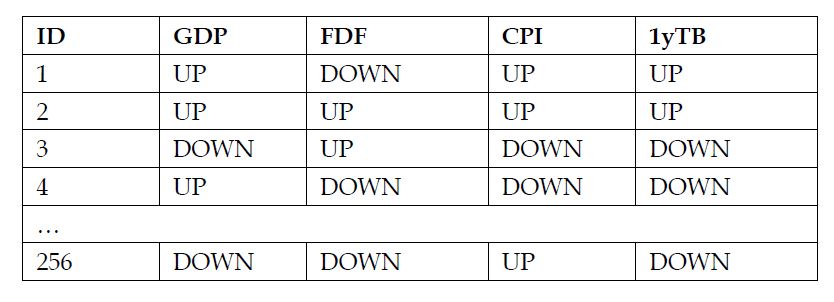 ID GDP FDF CPI 1yTB
1 UP DOWN UP UP
2 UP UP UP UP
3 DOWN UP DOWN DOWN
4 UP DOWN DOWN DOWN
…
256 DOWN DOWN UP DOWN